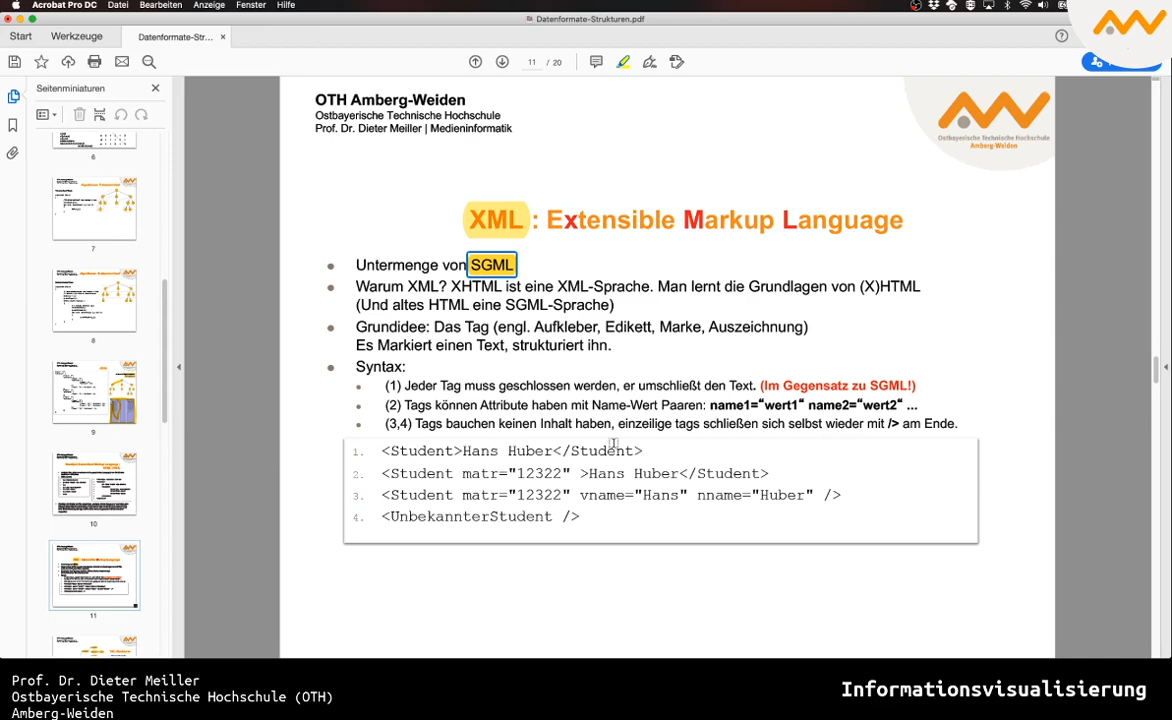 Acrobat Pro DC Datei Bearbeiten Anzeige Fenster Hilfe
Datenformate-Strukturen.pdf
Start Werkzeuge Datenformate-Str... ×
11 / 20
Seitenminiaturen
OTH Amberg-Weiden
Ostbayerische Technische Hochschule
Prof. Dr. Dieter Meiller | Medieninformatik
Ostbayerische Technische Hochschule
Amberg-Weiden
6
7
8
9
10
11
XML : Extensible Markup Language
Untermenge von SGML
Warum XML? XHTML ist eine XML-Sprache. Man lernt die Grundlagen von (X)HTML
(Und altes HTML eine SGML-Sprache)
Grundidee: Das Tag (engl. Aufkleber, Edikett, Marke, Auszeichnung)
Es Markiert einen Text, strukturiert ihn.
Syntax:
(1) Jeder Tag muss geschlossen werden, er umschließt den Text. (Im Gegensatz zu SGML!)
(2) Tags können Attribute haben mit Name-Wert Paaren: name1=“wert1“ name2=“wert2“ ...
(3,4) Tags bauchen keinen Inhalt haben, einzeilige tags schließen sich selbst wieder mit /> am Ende.
1. <Student>Hans Huber</Student>
2. <Student matr="12322" >Hans Huber</Student>
3. <Student matr="12322" vname="Hans" nname="Huber" />
4. <UnbekannterStudent />
Prof. Dr. Dieter Meiller
Ostbayerische Technische Hochschule (OTH)
Amberg-Weiden
Informationsvisualisierung